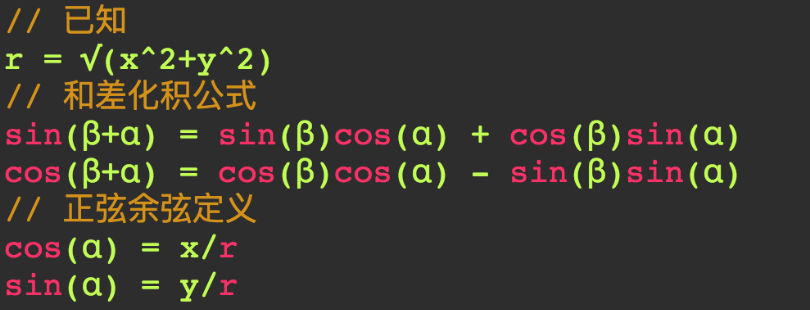 // 已知
r = √(x^2+y^2)
// 和差化积公式
sin(β+α) = sin(β)cos(α) + cos(β)sin(α)
cos(β+α) = cos(β)cos(α) - sin(β)sin(α)
// 正弦余弦定义
cos(α) = x/r
sin(α) = y/r